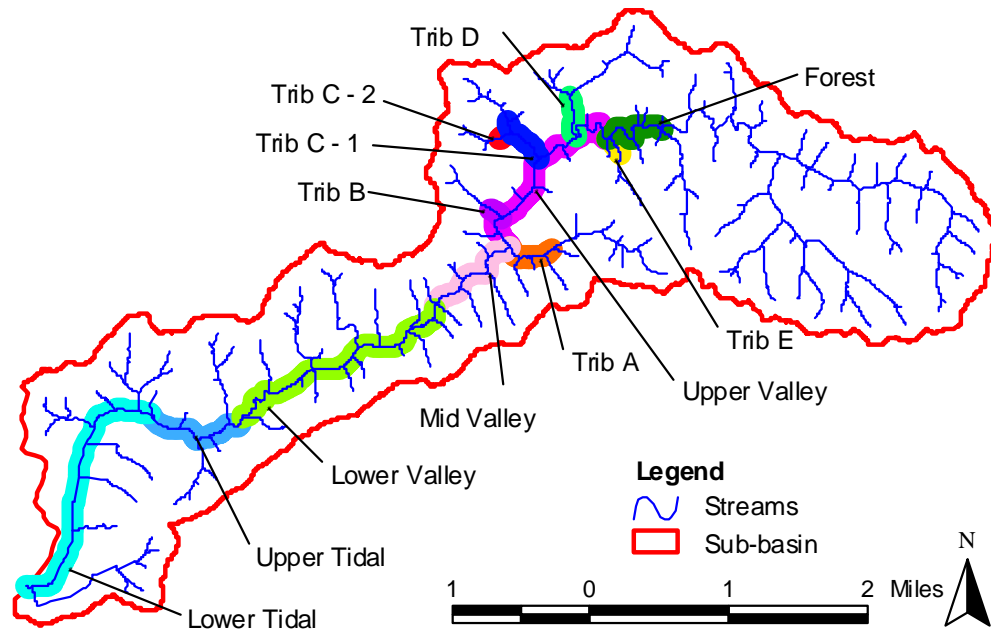 Trib D
Forest
Trib C - 2
Trib C - 1
Trib B
Trib E
Trib A
Upper Valley
Mid Valley
Lower Valley
Upper Tidal
Lower Tidal
Legend
Streams
Sub-basin
N
1 0 1 2 Miles